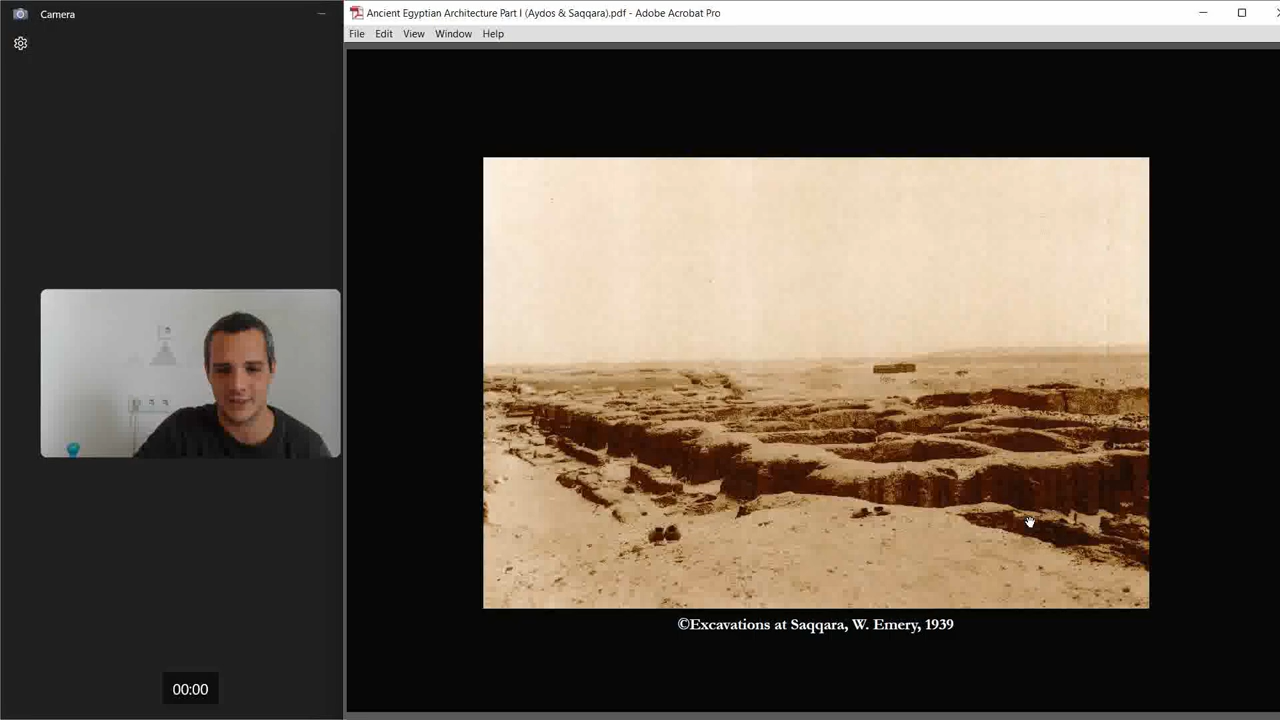 Camera
Ancient Egyptian Architecture Part I (Aydos & Saqqara).pdf - Adobe Acrobat Pro
File Edit View Window Help
©Excavations at Saqqara, W. Emery, 1939
00:00